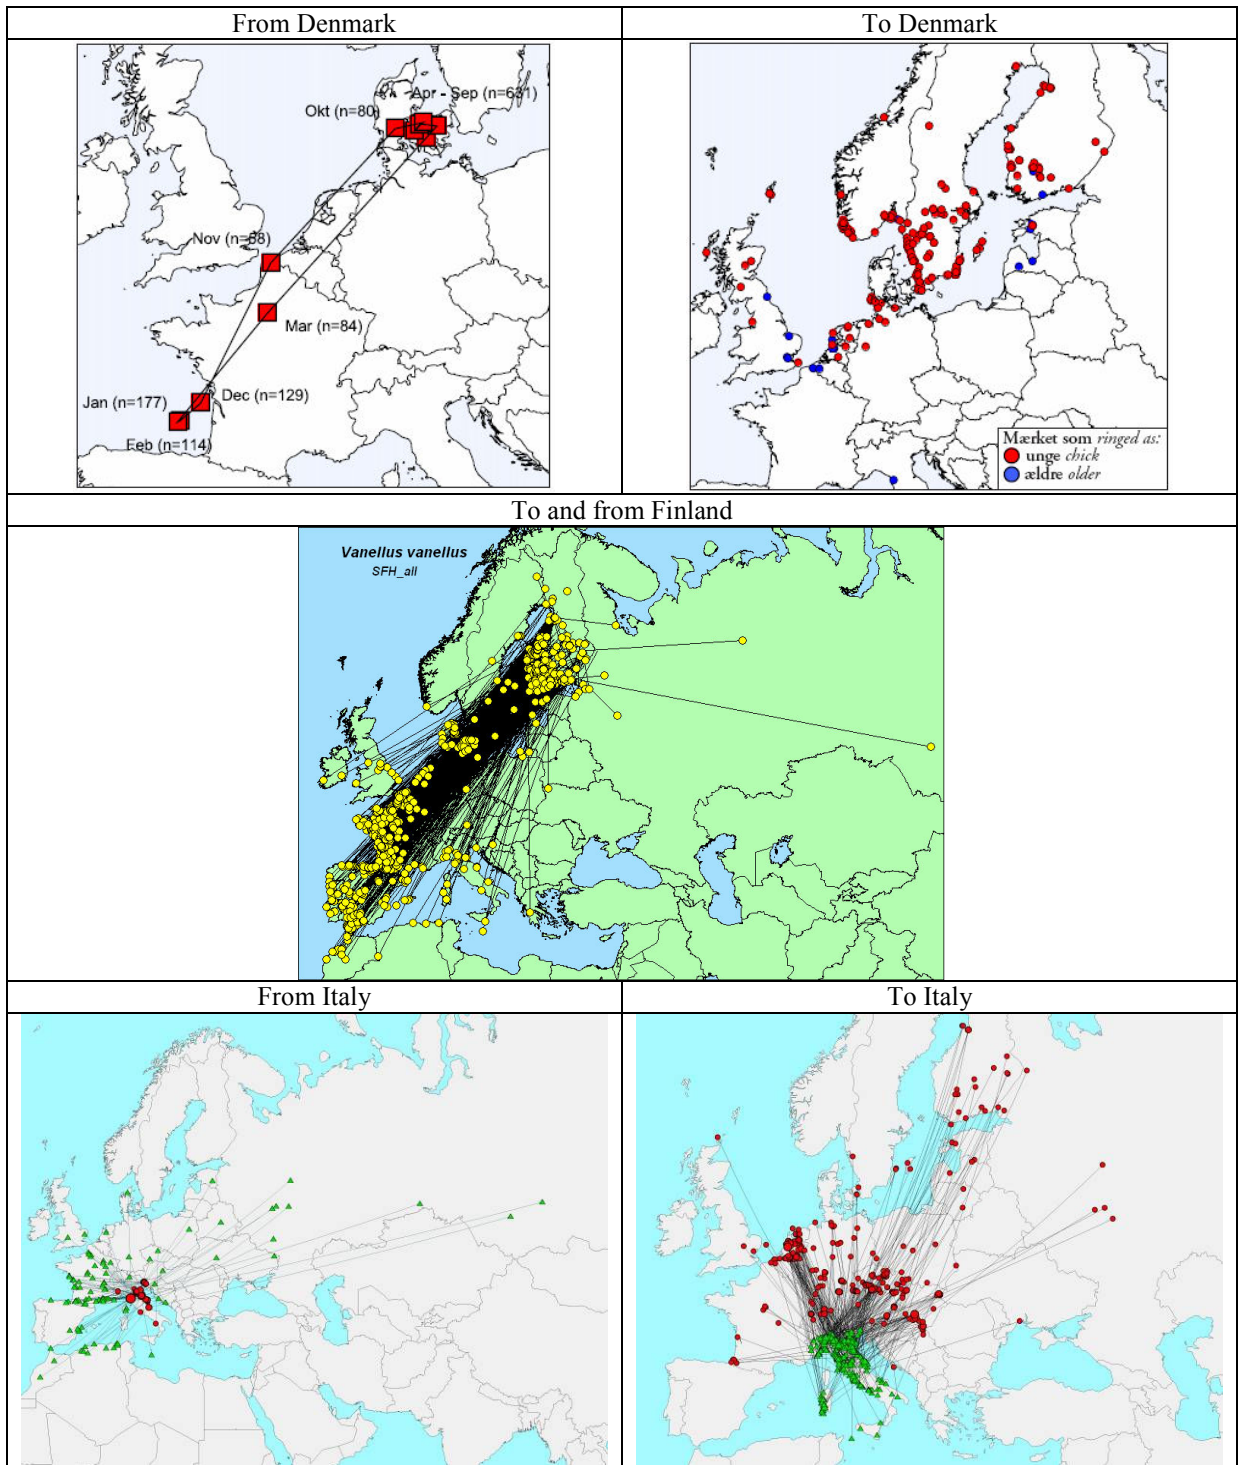 From Denmark
To Denmark
Apr - Sep (n=631)
Okt (n=80)
Nov (n=58)
Mar (n=84)
Dec (n=129)
Jan (n=177)
Feb (n=114)
Mærket som ringed as:
unge chick
ældre older
To and from Finland
Vanellus vanellus
SFH_all
From Italy
To Italy